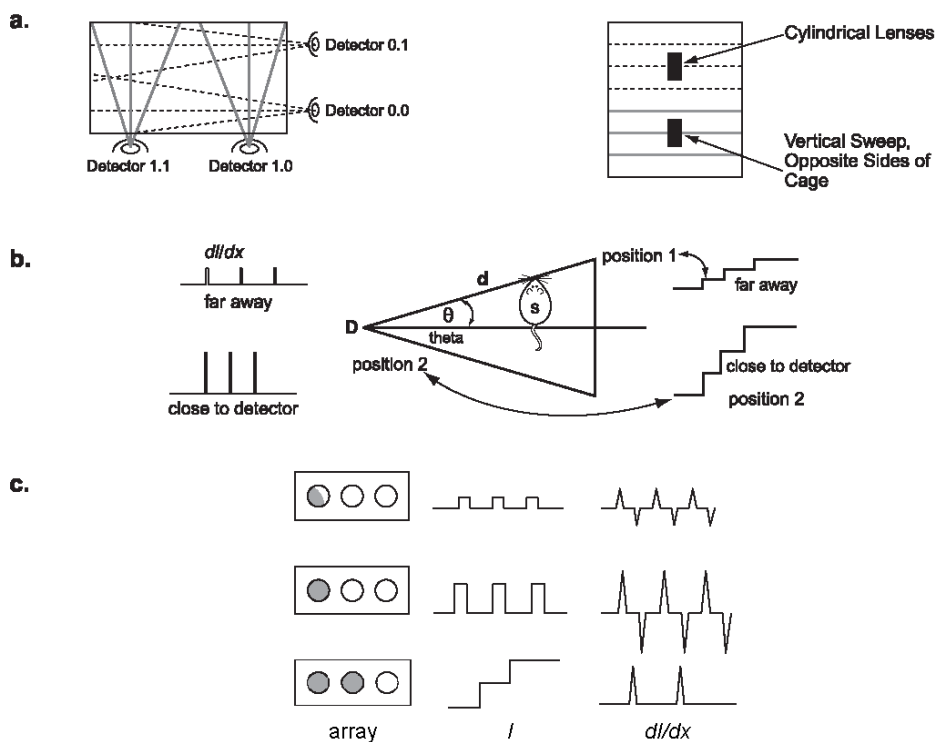 a.
Detector 0.1
Detector 0.0
Detector 1.1
Detector 1.0
Cylindrical Lenses
Vertical Sweep,
Opposite Sides of
Cage
b.
dI/dx
far away
close to detector
D
d
θ
theta
s
position 2
position 1
far away
close to detector
position 2
c.
array
I
dI/dx